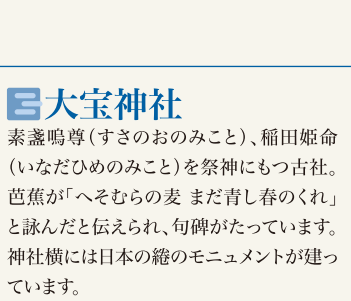 大宝神社
素盞嗚尊(すさのおのみこと)、稲田姫命
(いなだひめのみこと)を祭神にもつ古社。
芭蕉が「へそむらの麦 まだ青し春のくれ」
と詠んだと伝えられ、句碑がたっています。
神社横には日本の綣のモニュメントが建っ
ています。